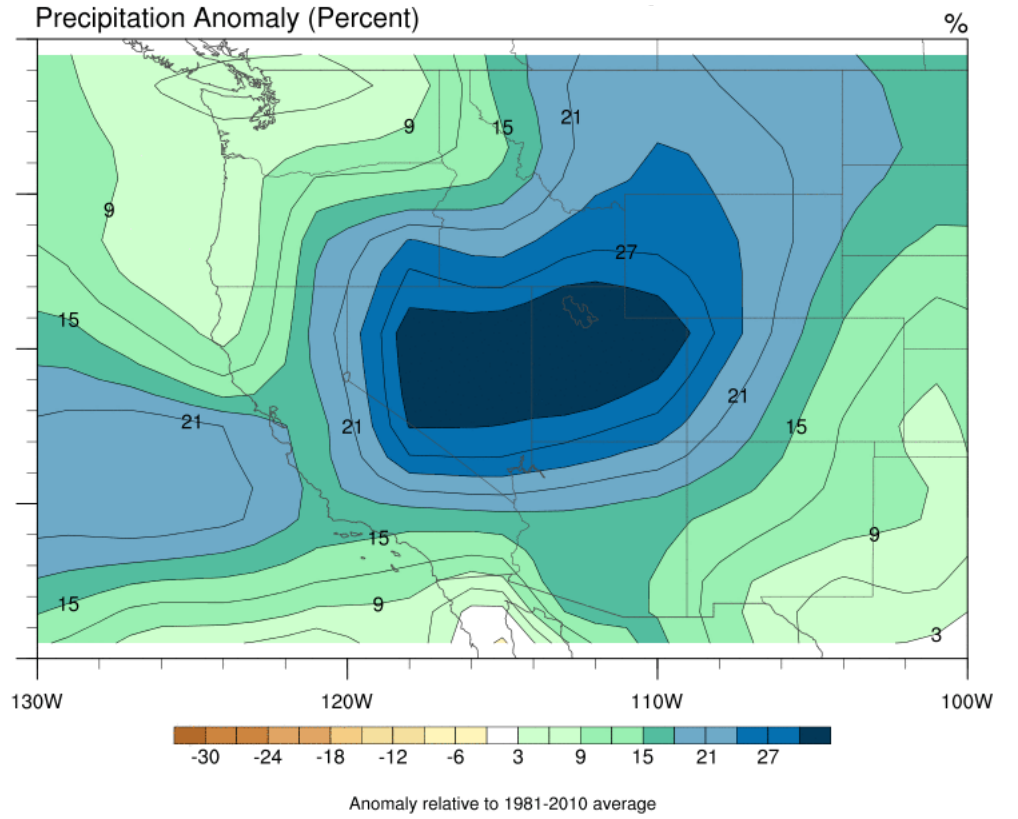 Precipitation Anomaly (Percent) %
21
9 15
9
27
15
21
21 21 15
15 9
15 9
3
130W 120W 110W 100W
-30 -24 -18 -12 -6 3 9 15 21 27
Anomaly relative to 1981-2010 average